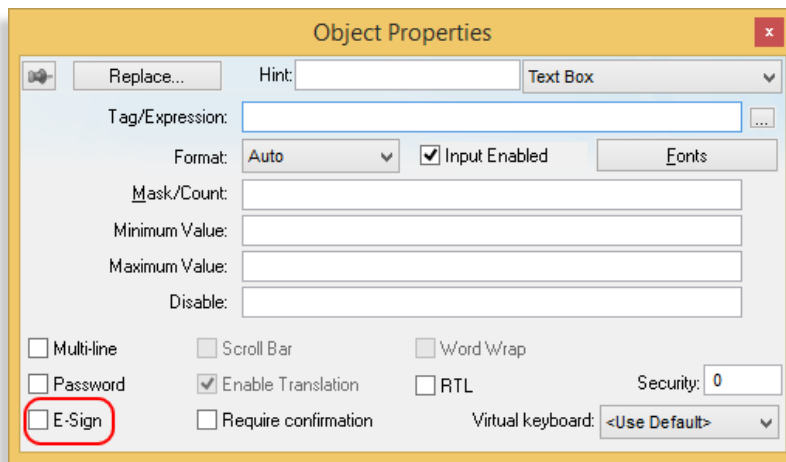 Object Properties
x
Replace... Hint: Text Box
Tag/Expression: ...
Format: Auto Input Enabled Fonts
Mask/Count:
Minimum Value:
Maximum Value:
Disable:
Multi-line Scroll Bar Word Wrap
Password Enable Translation RTL Security: 0
E-Sign Require confirmation Virtual keyboard: <Use Default>